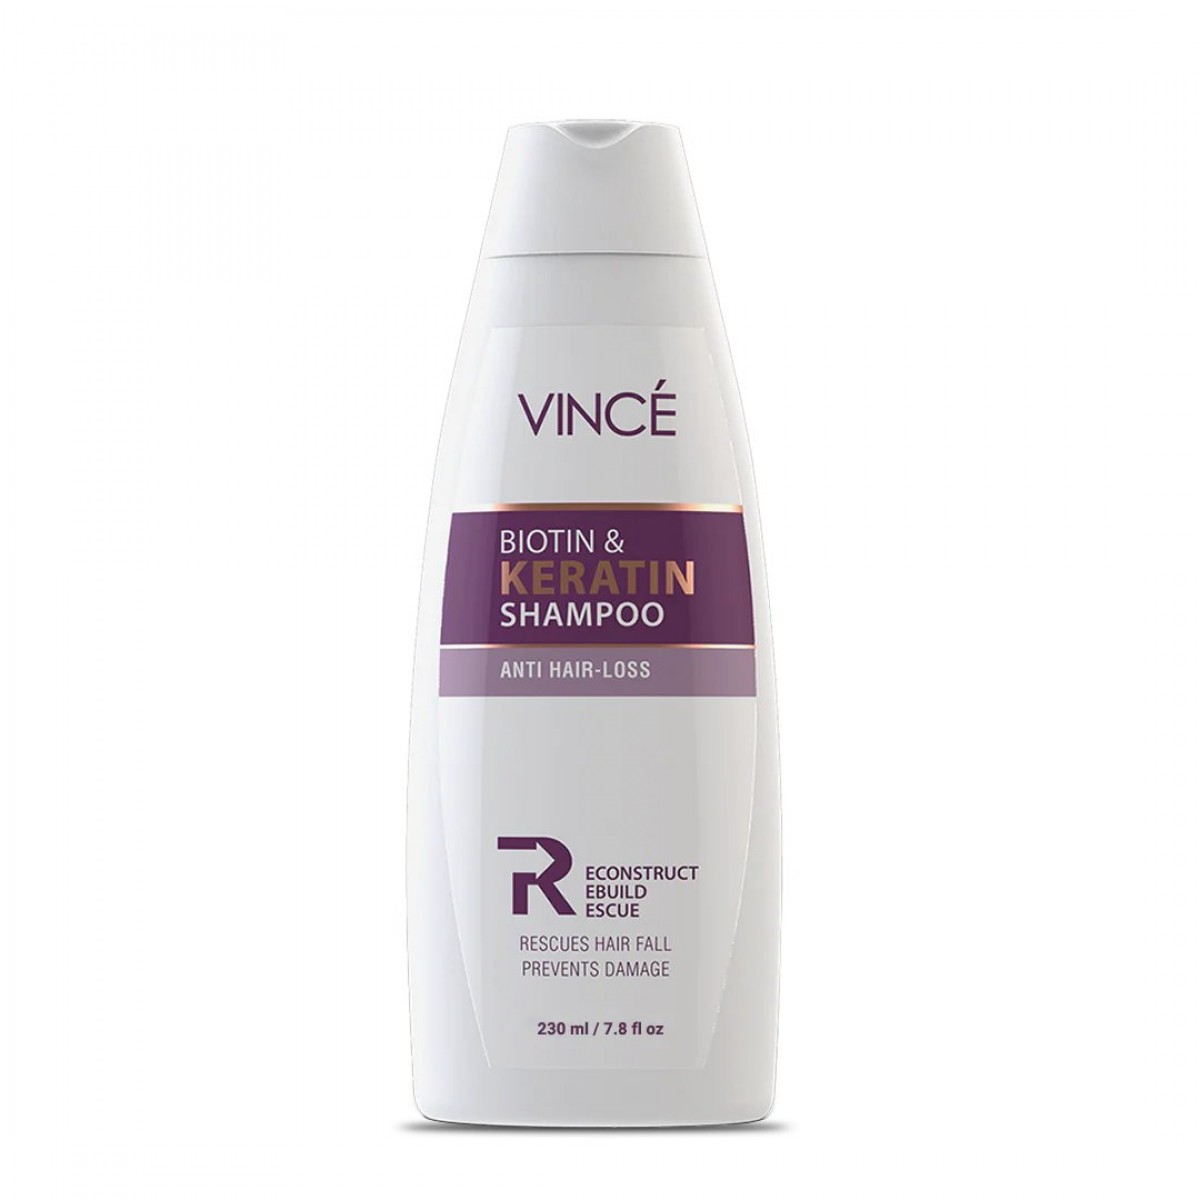 VINCÉ
BIOTIN &
KERATIN
SHAMPOO
ANTI HAIR-LOSS
R ECONSTRUCT
EBUILD
ESCUE
RESCUES HAIR FALL
PREVENTS DAMAGE
230 ml / 7.8 fl oz